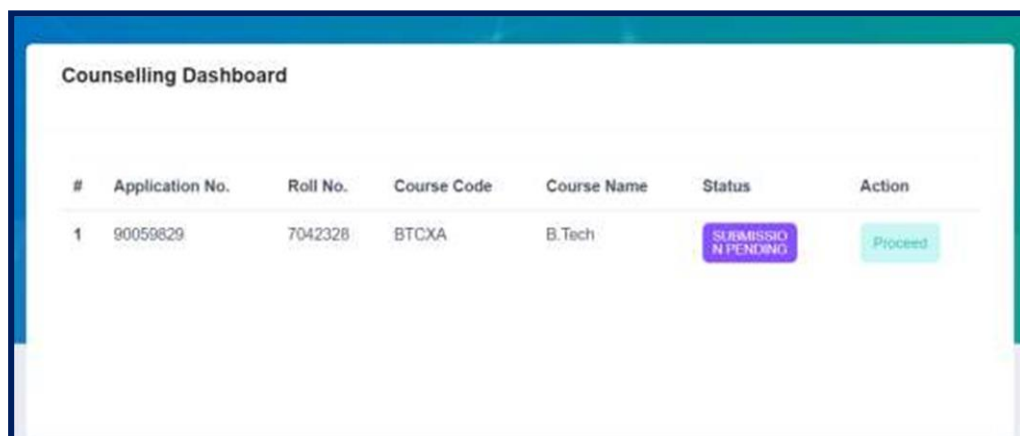 Counselling Dashboard
# Application No. Roll No. Course Code Course Name Status Action
1 90059829 7042328 BTCXA B.Tech SUBMISSIO Proceed
N PENDING